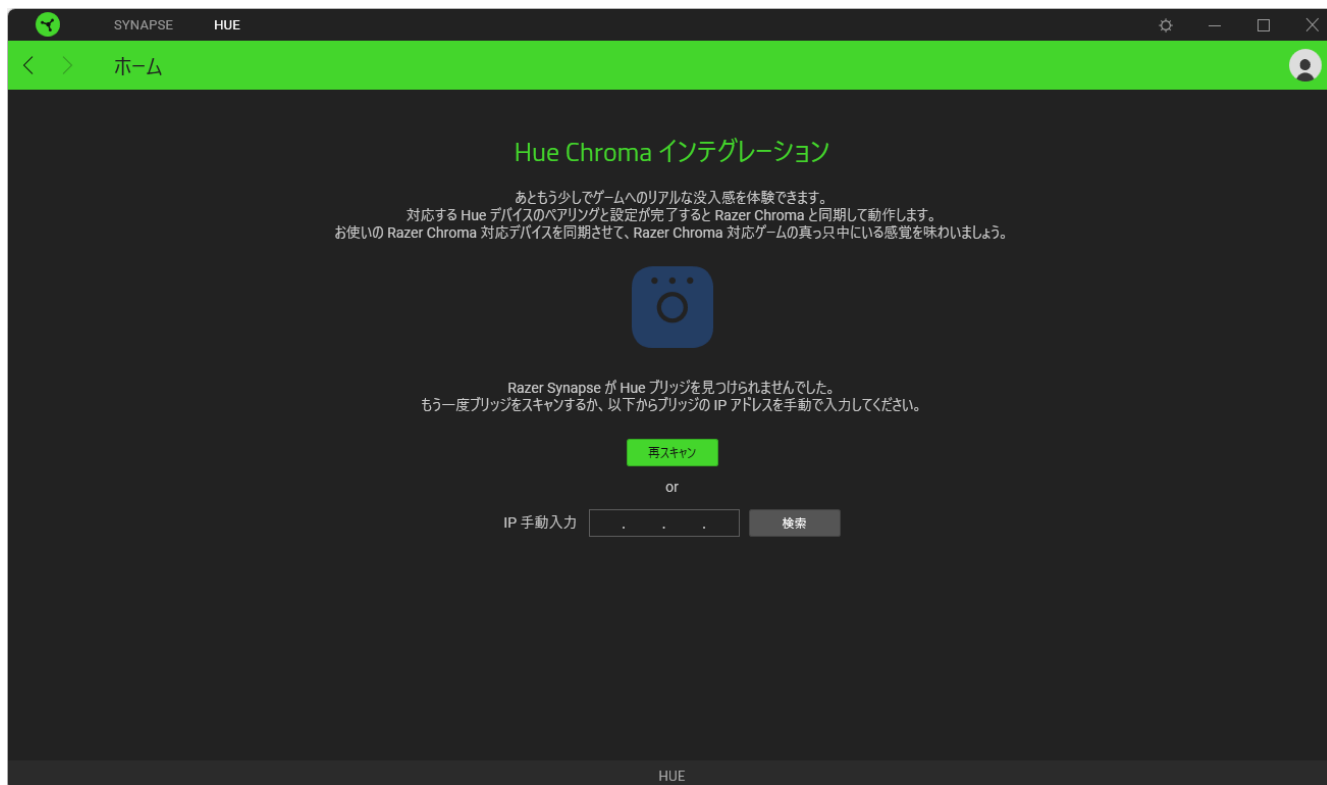 SYNAPSE HUE
ホーム
Hue Chroma インテグレーション
あともう少しでゲームへのリアルな没入感を体験できます。
対応する Hue デバイスのペアリングと設定が完了すると Razer Chroma と同期して動作します。
お使いの Razer Chroma 対応デバイスを同期させて、Razer Chroma 対応ゲームの真っ只中にいる感覚を味わいましょう。
Razer Synapse が Hue ブリッジを見つけられませんでした。
もう一度ブリッジをスキャンするか、以下からブリッジの IP アドレスを手動で入力してください。
再スキャン
or
IP 手動入力 . . . 検索
HUE